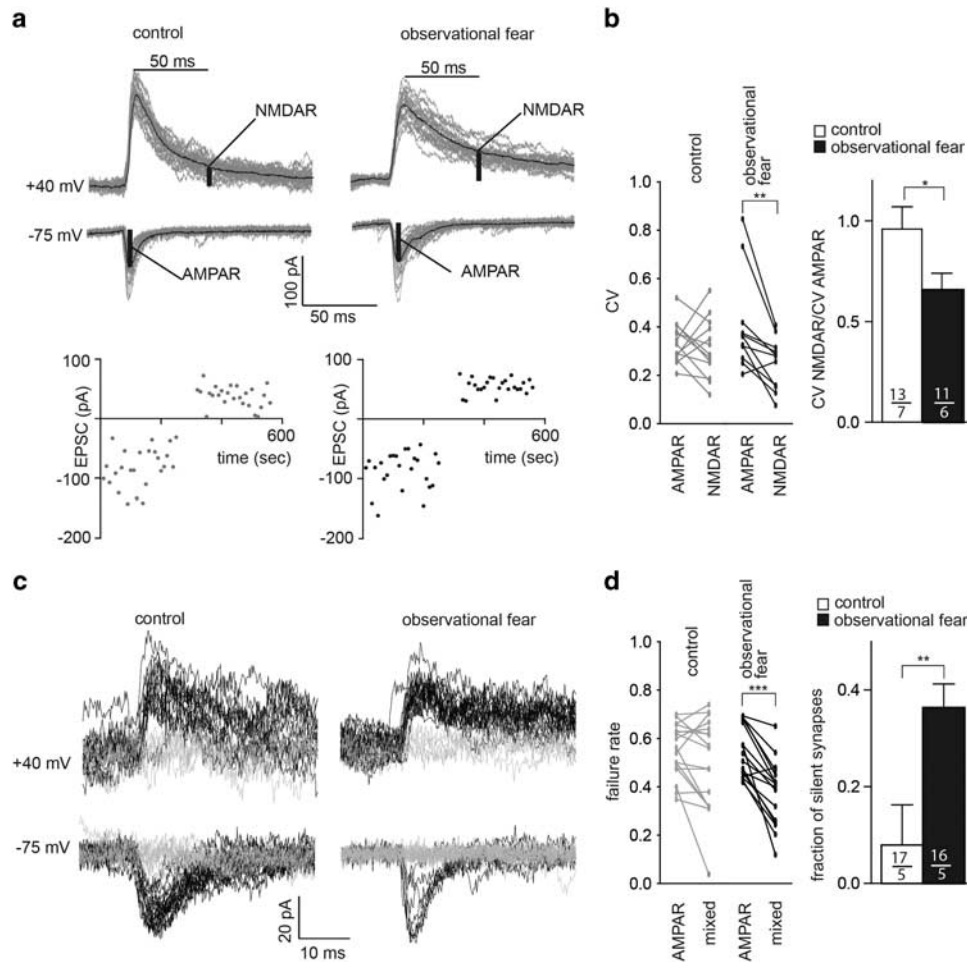 a
control
observational fear
50 ms
50 ms
NMDAR
NMDAR
+40 mV
-75 mV
AMPAR
AMPAR
100 pA
50 ms
100
0
-100
-200
EPSC (pA)
600
time (sec)
100
0
-100
-200
EPSC (pA)
600
time (sec)
b
control
observational
fear
**
1.0
0.8
0.6
0.4
0.2
0.0
CV
AMPAR
NMDAR
AMPAR
NMDAR
control
observational fear
*
1.0
0.5
0.0
CV NMDAR/CV AMPAR
13
7
11
6
c
control
observational fear
+40 mV
-75 mV
20 pA
10 ms
d
control
observational
fear
***
1.0
0.8
0.6
0.4
0.2
0.0
failure rate
AMPAR
mixed
AMPAR
mixed
control
observational fear
**
0.4
0.2
0.0
fraction of silent synapses
17
5
16
5